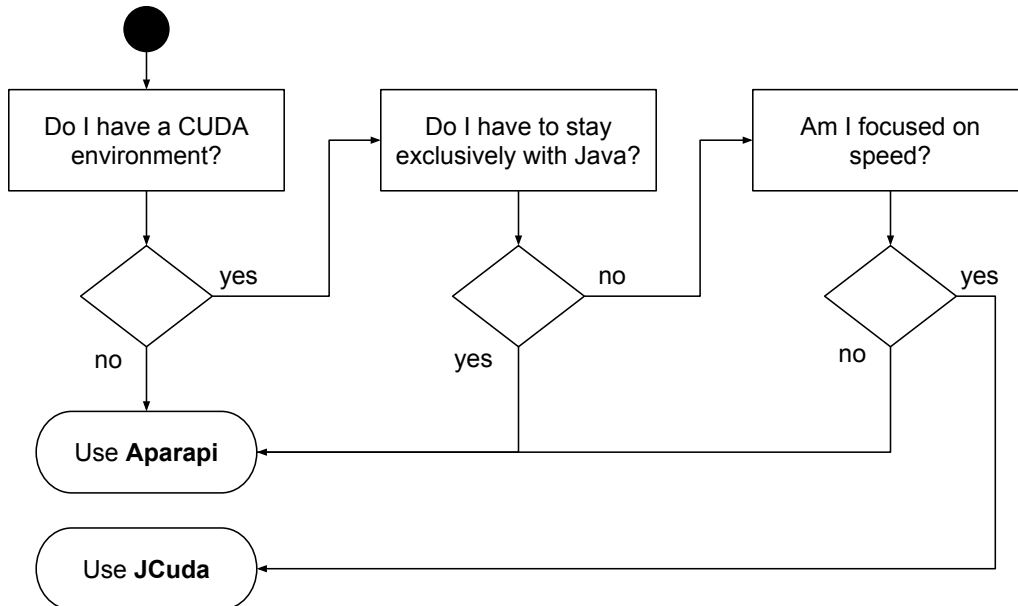 Do I have a CUDA
environment?
Do I have to stay
exclusively with Java?
Am I focused on
speed?
yes
no
no
yes
yes
no
Use Aparapi
Use JCuda